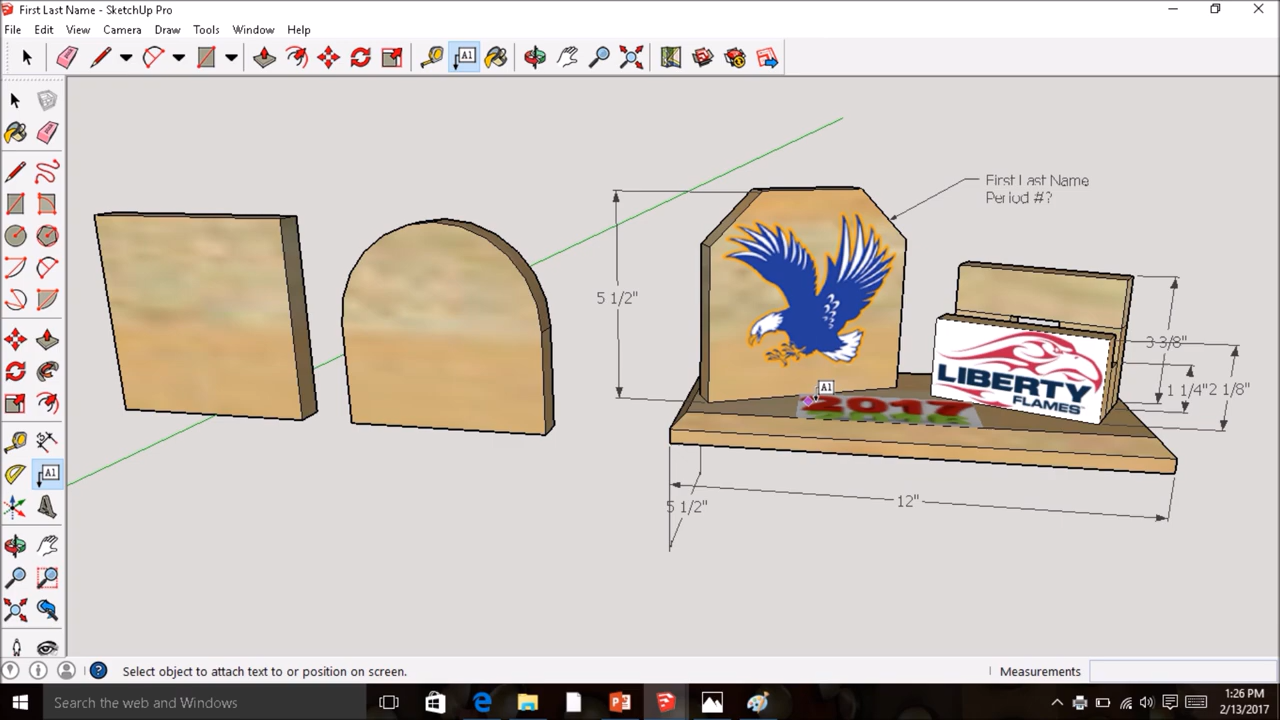 First Last Name - SketchUp Pro
File Edit View Camera Draw Tools Window Help
A1
First Last Name
Period #?
5 1/2"
3 3/8"
1 1/4" 2 1/8"
LIBERTY
FLAMES
A1
2017
A1
5 1/2"
12"
Select object to attach text to or position on screen.
Measurements
Search the web and Windows
1:26 PM
2/13/2017